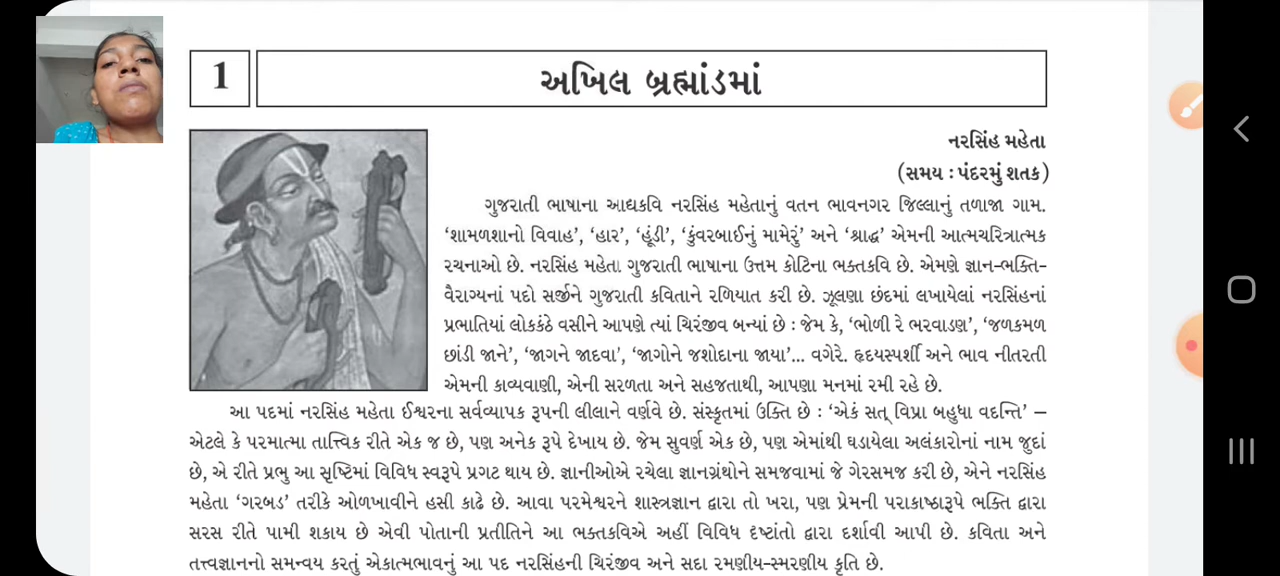 1
અખિલ બ્રહ્માંડમાં
નરસિંહ મહેતા
(સમય : પંદરમું શતક)
ગુજરાતી ભાષાના આદ્યકવિ નરસિંહ મહેતાનું વતન ભાવનગર જિલ્લાનું તળાજા ગામ.
‘શામળશાનો વિવાહ’, ‘હાર’, ‘હૂંડી’, ‘કુંવરબાઈનું મામેરું’ અને ‘શ્રાદ્ધ’ એમની આત્મચરિત્રાત્મક
રચનાઓ છે. નરસિંહ મહેતા ગુજરાતી ભાષાના ઉત્તમ કોટિના ભક્તકવિ છે. એમણે જ્ઞાન-ભક્તિ-
વૈરાગ્યનાં પદો સર્જીને ગુજરાતી કવિતાને રળિયાત કરી છે. ઝૂલણા છંદમાં લખાયેલાં નરસિંહનાં
પ્રભાતિયાં લોકકંઠે વસીને આપણે ત્યાં ચિરંજીવ બન્યાં છે : જેમ કે, ‘ભોળી રે ભરવાડણ’, ‘જળકમળ
છાંડી જાને’, ‘જાગને જાદવા’, ‘જાગોને જશોદાના જાયા’... વગેરે. હૃદયસ્પર્શી અને ભાવ નીતરતી
એમની કાવ્યવાણી, એની સરળતા અને સહજતાથી, આપણા મનમાં રમી રહે છે.
આ પદમાં નરસિંહ મહેતા ઈશ્વરના સર્વવ્યાપક રૂપની લીલાને વર્ણવે છે. સંસ્કૃતમાં ઉક્તિ છે : ‘એકં સત્ વિપ્રા બહુધા વદન્તિ’ –
એટલે કે પરમાત્મા તાત્ત્વિક રીતે એક જ છે, પણ અનેક રૂપે દેખાય છે. જેમ સુવર્ણ એક છે, પણ એમાંથી ઘડાયેલા અલંકારોનાં નામ જુદાં
છે, એ રીતે પ્રભુ આ સૃષ્ટિમાં વિવિધ સ્વરૂપે પ્રગટ થાય છે. જ્ઞાનીઓએ રચેલા જ્ઞાનગ્રંથોને સમજવામાં જે ગેરસમજ કરી છે, એને નરસિંહ
મહેતા ‘ગરબડ’ તરીકે ઓળખાવીને હસી કાઢે છે. આવા પરમેશ્વરને શાસ્ત્રજ્ઞાન દ્વારા તો ખરા, પણ પ્રેમની પરાકાષ્ઠારૂપે ભક્તિ દ્વારા
સરસ રીતે પામી શકાય છે એવી પોતાની પ્રતીતિને આ ભક્તકવિએ અહીં વિવિધ દૃષ્ટાંતો દ્વારા દર્શાવી આપી છે. કવિતા અને
તત્ત્વજ્ઞાનનો સમન્વય કરતું એકાત્મભાવનું આ પદ નરસિંહની ચિરંજીવ અને સદા રમણીય-સ્મરણીય કૃતિ છે.